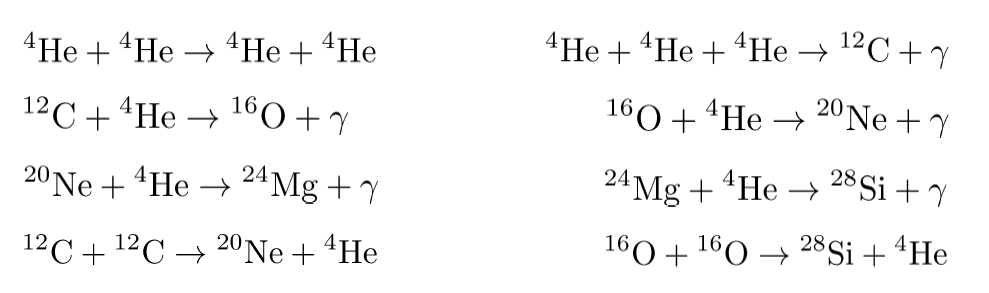 ⁴He + ⁴He → ⁴He + ⁴He
⁴He + ⁴He + ⁴He → ¹²C + γ
¹²C + ⁴He → ¹⁶O + γ
¹⁶O + ⁴He → ²⁰Ne + γ
²⁰Ne + ⁴He → ²⁴Mg + γ
²⁴Mg + ⁴He → ²⁸Si + γ
¹²C + ¹²C → ²⁰Ne + ⁴He
¹⁶O + ¹⁶O → ²⁸Si + ⁴He